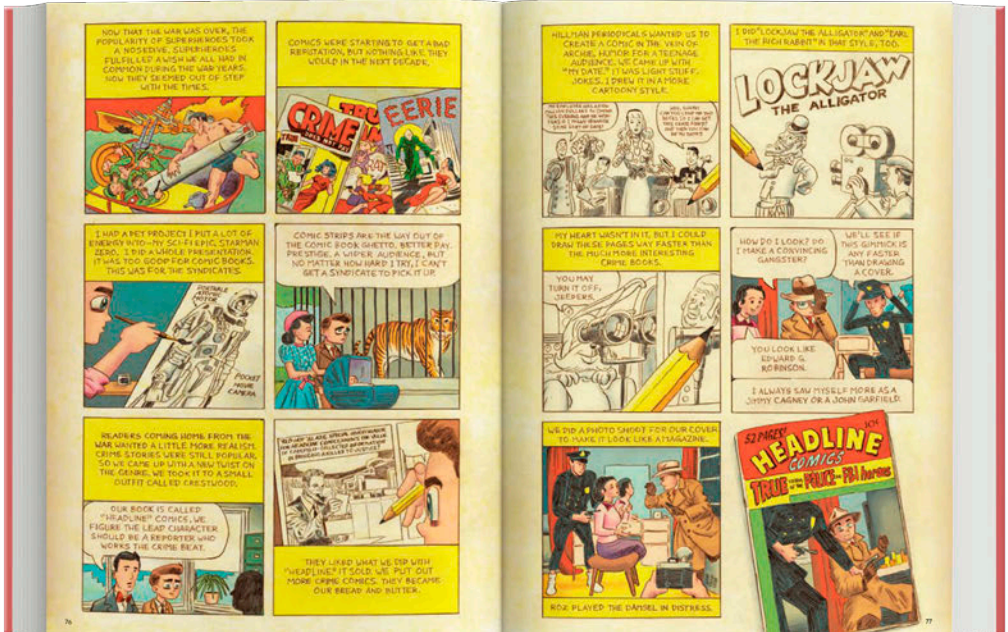 NOW THAT THE WAR WAS OVER, THE
POPULARITY OF SUPERHEROES TOOK
A NOSEDIVE. SUPERHEROES
FULFILLED A WISH WE ALL HAD IN
COMMON DURING THE WAR YEARS.
NOW THEY SEEMED OUT OF STEP
WITH THE TIMES.
COMICS WERE STARTING TO GET A BAD
REPUTATION, BUT NOTHING LIKE THEY
WOULD IN THE NEXT DECADE.
CRIME
EERIE
I HAD A PET PROJECT I PUT A LOT OF
ENERGY INTO—MY SCI-FI EPIC, STARMAN
ZERO. I DID A WHOLE PRESENTATION.
IT WAS TOO GOOD FOR COMIC BOOKS.
THIS WAS FOR THE SYNDICATES.
PORTABLE
ATOMIC
MOTOR
POCKET
MOVIE
CAMERA
COMIC STRIPS ARE THE WAY OUT OF
THE COMIC BOOK GHETTO. BETTER PAY.
PRESTIGE. A WIDER AUDIENCE, BUT
NO MATTER HOW HARD I TRY, I CAN'T
GET A SYNDICATE TO PICK IT UP.
READERS COMING HOME FROM THE
WAR WANTED A LITTLE MORE REALISM.
CRIME STORIES WERE STILL POPULAR,
SO WE CAME UP WITH A NEW TWIST ON
THE GENRE. WE TOOK IT TO A SMALL
OUTFIT CALLED CRESTWOOD.
OUR BOOK IS CALLED
"HEADLINE" COMICS. WE
FIGURE THE LEAD CHARACTER
SHOULD BE A REPORTER WHO
WORKS THE CRIME BEAT.
THEY LIKED WHAT WE DID WITH
"HEADLINE." IT SOLD. WE PUT OUT
MORE CRIME COMICS. THEY BECAME
OUR BREAD AND BUTTER.
76
HILLMAN PERIODICALS WANTED US TO
CREATE A COMIC IN THE VEIN OF
ARCHIE, HUMOR FOR A TEENAGE
AUDIENCE. WE CAME UP WITH
"MY DATE." IT WAS LIGHT STUFF.
JOKES. I DREW IT IN A MORE
CARTOONY STYLE.
I DID "LOCKJAW THE ALLIGATOR" AND "EARL
THE RICH RABBIT" IN THAT STYLE, TOO.
LOCKJAW
THE ALLIGATOR
MY HEART WASN'T IN IT, BUT I COULD
DRAW THESE PAGES WAY FASTER THAN
THE MUCH MORE INTERESTING
CRIME BOOKS.
YOU MAY
TURN IT OFF,
JEEPERS.
HOW DO I LOOK? DO
I MAKE A CONVINCING
GANGSTER?
WE'LL SEE IF
THIS GIMMICK IS
ANY FASTER
THAN DRAWING
A COVER.
YOU LOOK LIKE
EDWARD G.
ROBINSON.
I ALWAYS SAW MYSELF MORE AS A
JIMMY CAGNEY OR A JOHN GARFIELD.
WE DID A PHOTO SHOOT FOR OUR COVER
TO MAKE IT LOOK LIKE A MAGAZINE.
ROZ PLAYED THE DAMSEL IN DISTRESS.
52 PAGES!
10¢
HEADLINE
COMICS
TRUE
POLICE
FBI heroes
77